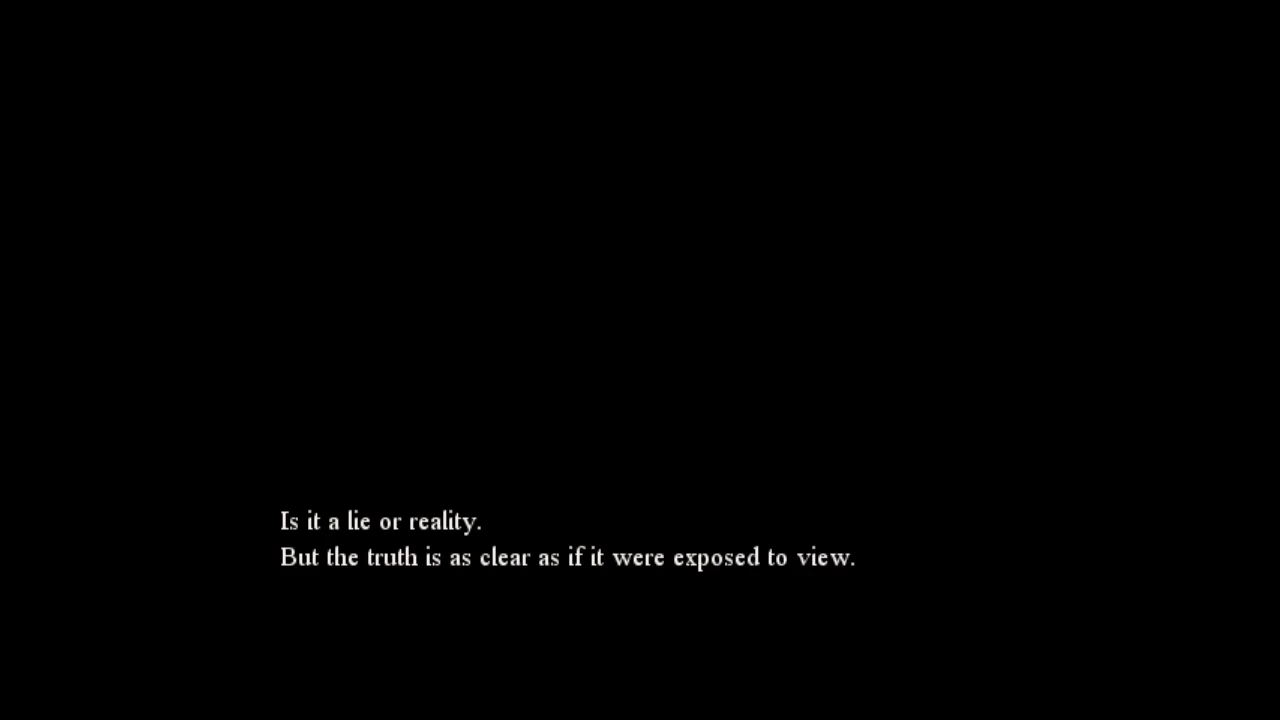 Is it a lie or reality.
But the truth is as clear as if it were exposed to view.